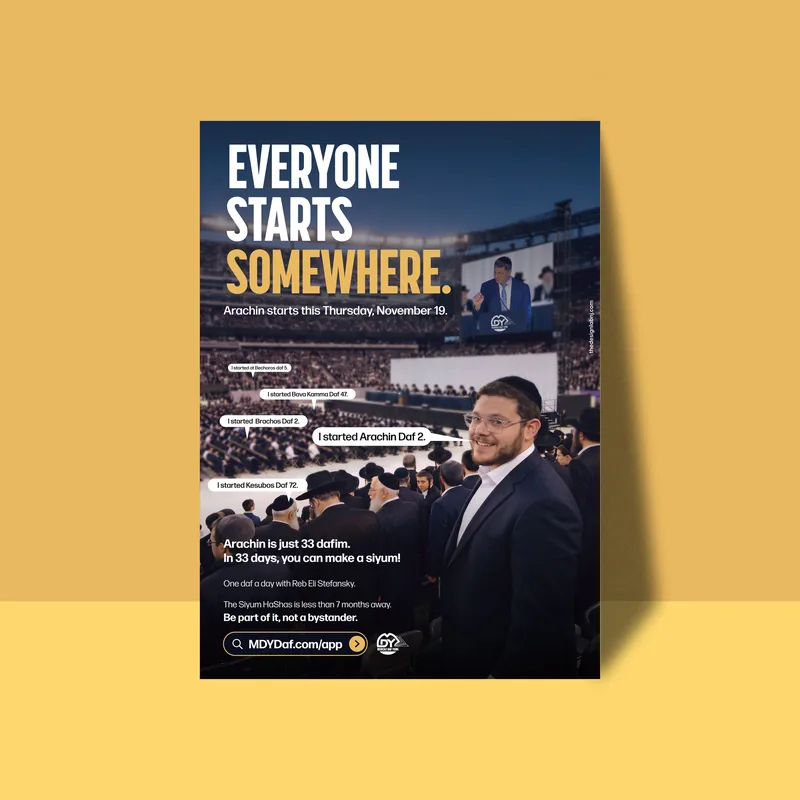 EVERYONE
STARTS
SOMEWHERE.
Arachin starts this Thursday, November 19.
thedesignlabnj.com
DY
I started at Bechoros daf 5.
I started Bava Kamma Daf 47.
I started Brachos Daf 2.
I started Arachin Daf 2.
I started Kesubos Daf 72.
Arachin is just 33 dafim.
In 33 days, you can make a siyum!
One daf a day with Reb Eli Stefansky.
The Siyum HaShas is less than 7 months away.
Be part of it, not a bystander.
MDYDaf.com/app
MDY